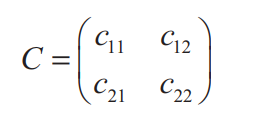 C = ( c₁₁ c₁₂
c₂₁ c₂₂ )